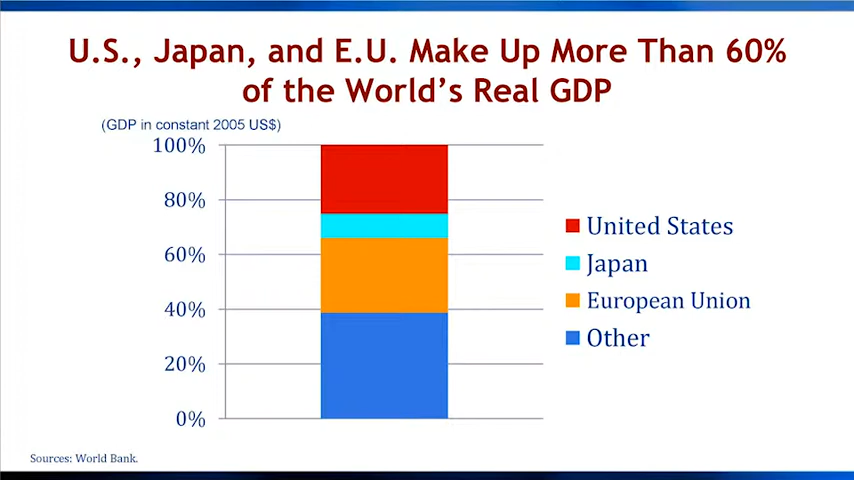 U.S., Japan, and E.U. Make Up More Than 60%
of the World’s Real GDP
(GDP in constant 2005 US$)
100%
80%
60%
40%
20%
0%
United States
Japan
European Union
Other
Sources: World Bank.